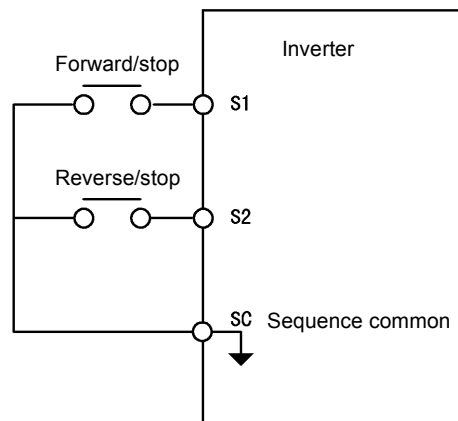 Inverter
Forward/stop
S1
Reverse/stop
S2
SC Sequence common